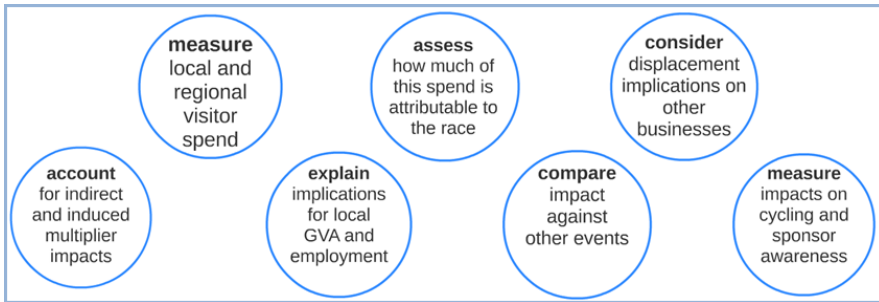 measure
local and
regional
visitor
spend
assess
how much of
this spend is
attributable to
the race
consider
displacement
implications on
other
businesses
account
for indirect
and induced
multiplier
impacts
explain
implications
for local
GVA and
employment
compare
impact
against
other events
measure
impacts on
cycling and
sponsor
awareness